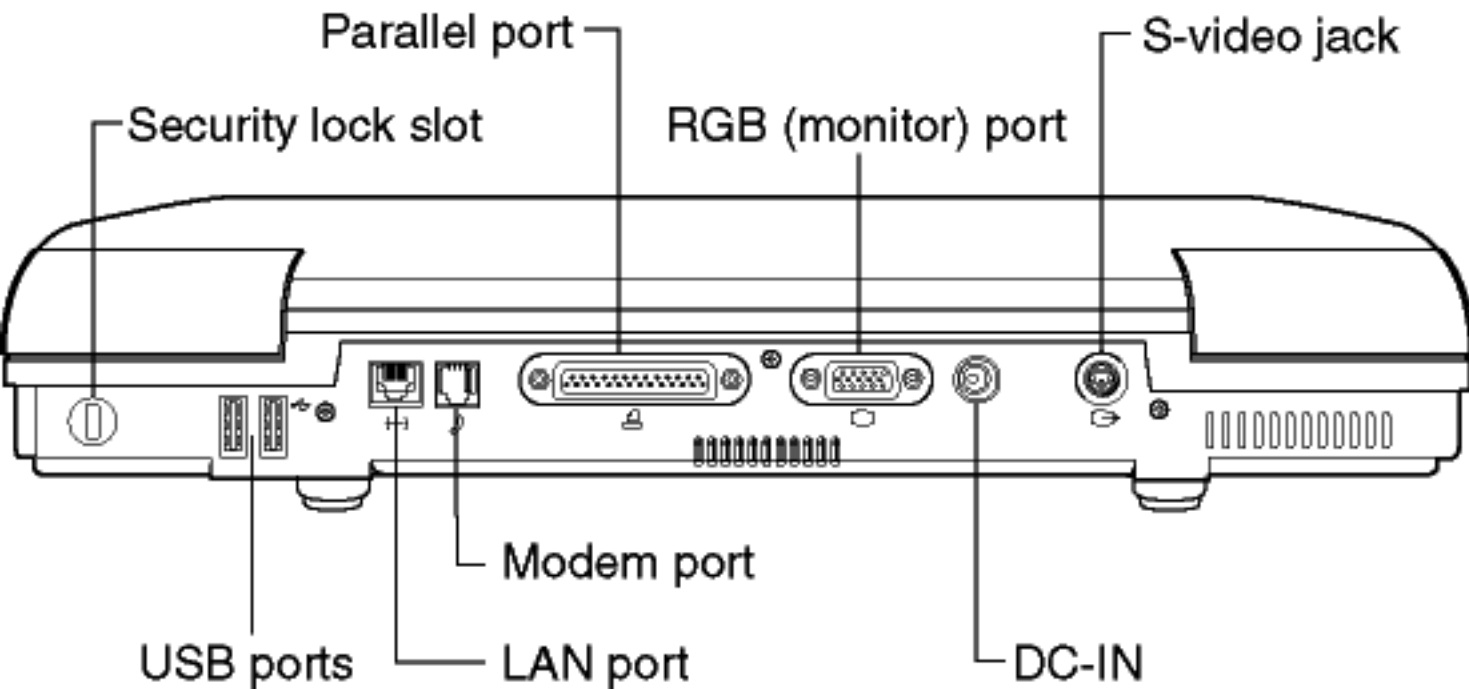 Parallel port
S-video jack
Security lock slot
RGB (monitor) port
Modem port
USB ports
LAN port
DC-IN